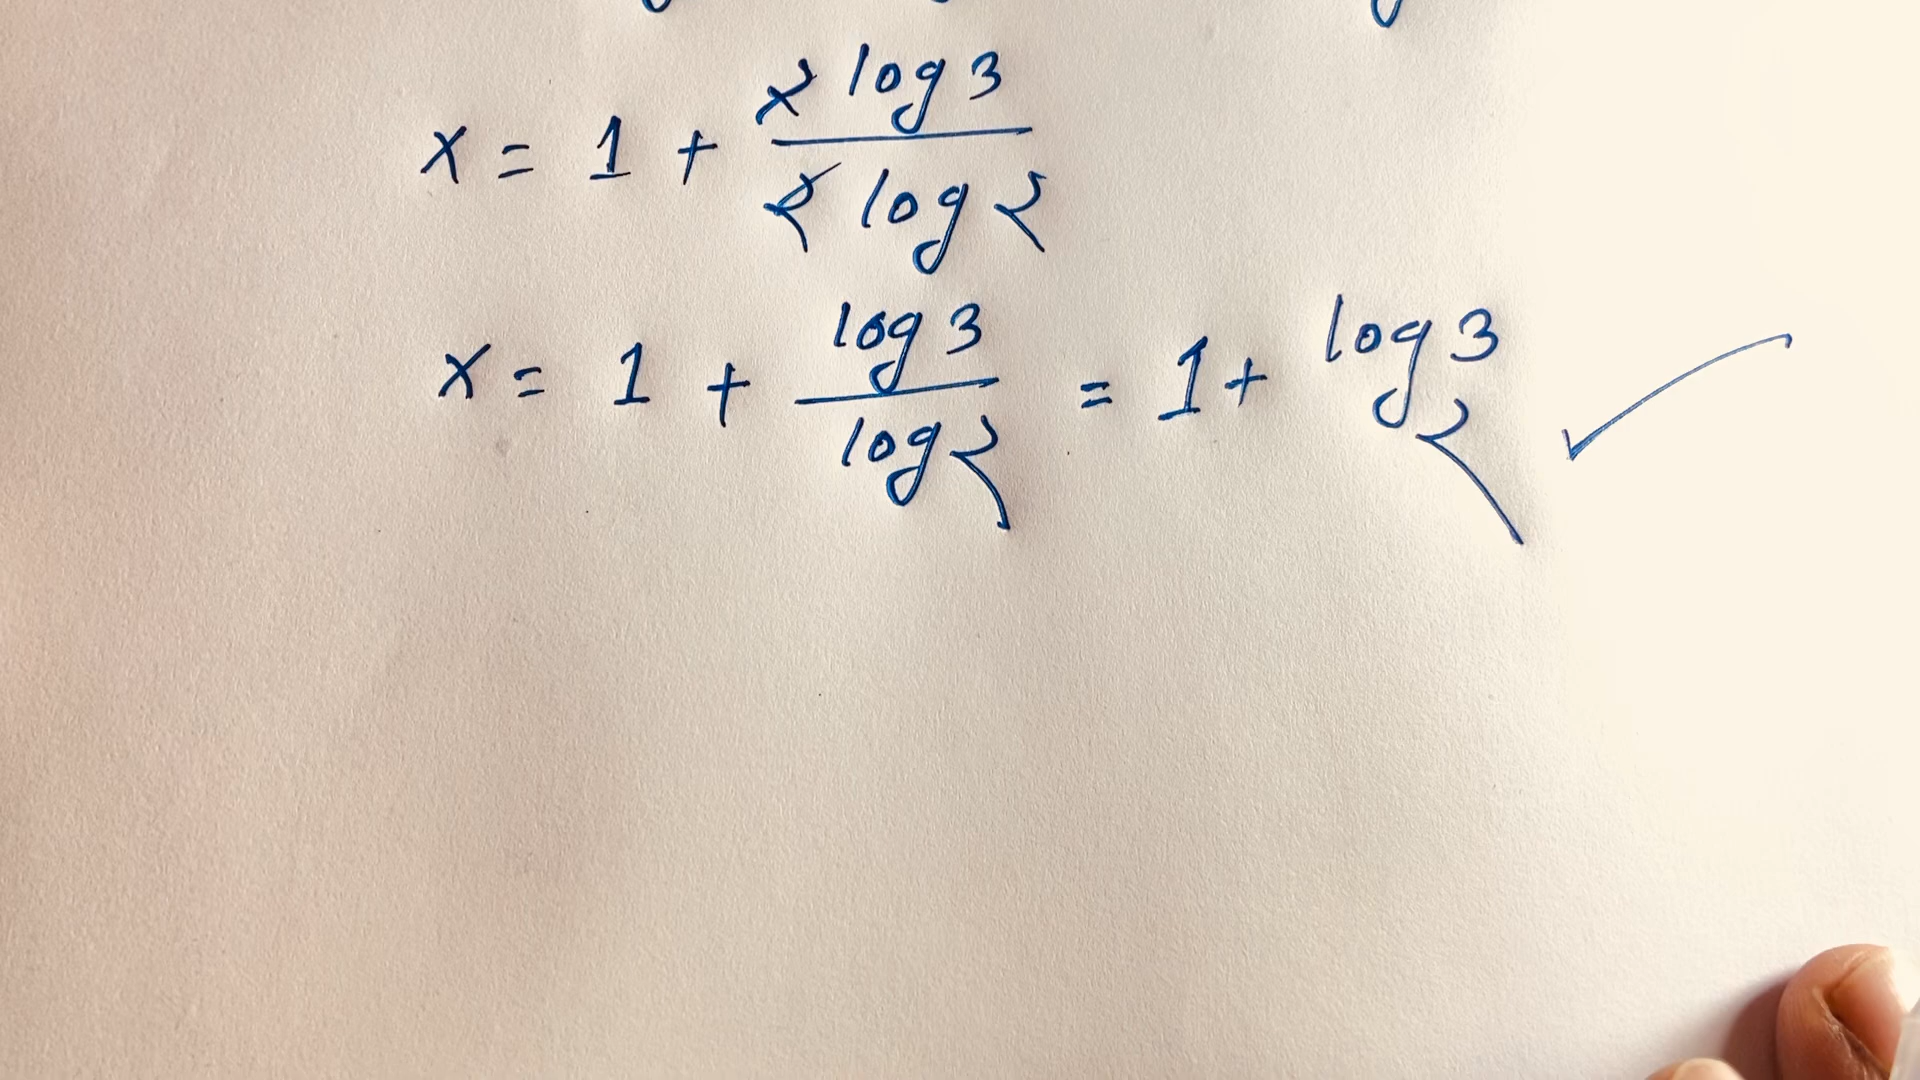 x = 1 + 2 log 3 / 2 log 2
x = 1 + log 3 / log 2 = 1 + log₂ 3 ✓